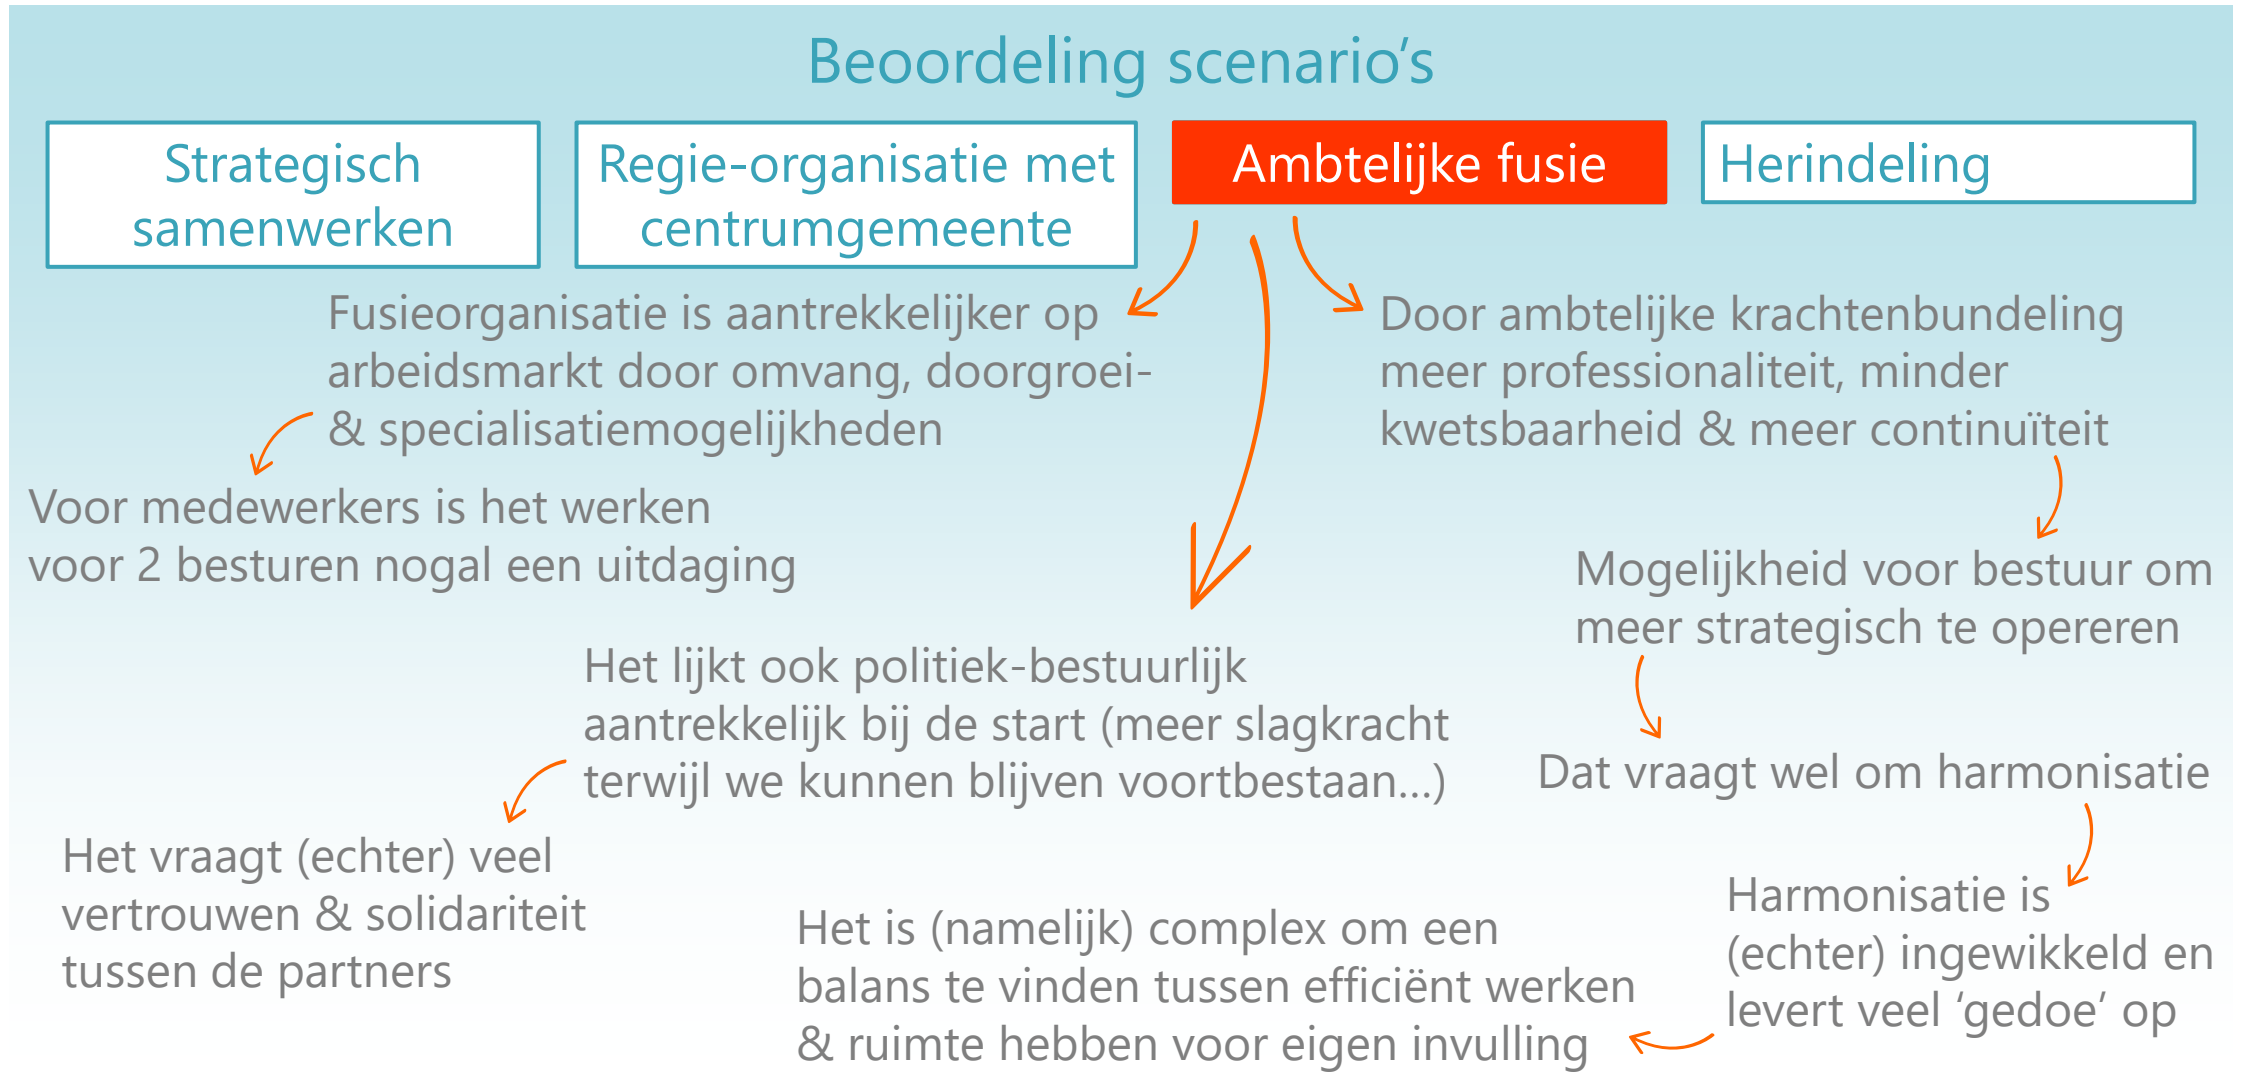 Beoordeling scenario‘s
Strategisch
samenwerken
Regie-organisatie met
centrumgemeente
Ambtelijke fusie
Herindeling
Fusieorganisatie is aantrekkelijker op
arbeidsmarkt door omvang, doorgroei-
& specialisatiemogelijkheden
Voor medewerkers is het werken
voor 2 besturen nogal een uitdaging
Het lijkt ook politiek-bestuurlijk
aantrekkelijk bij de start (meer slagkracht
terwijl we kunnen blijven voortbestaan…)
Het vraagt (echter) veel
vertrouwen & solidariteit
tussen de partners
Door ambtelijke krachtenbundeling
meer professionaliteit, minder
kwetsbaarheid & meer continuïteit
Mogelijkheid voor bestuur om
meer strategisch te opereren
Dat vraagt wel om harmonisatie
Harmonisatie is
(echter) ingewikkeld en
levert veel ‘gedoe’ op
Het is (namelijk) complex om een
balans te vinden tussen efficiënt werken
& ruimte hebben voor eigen invulling